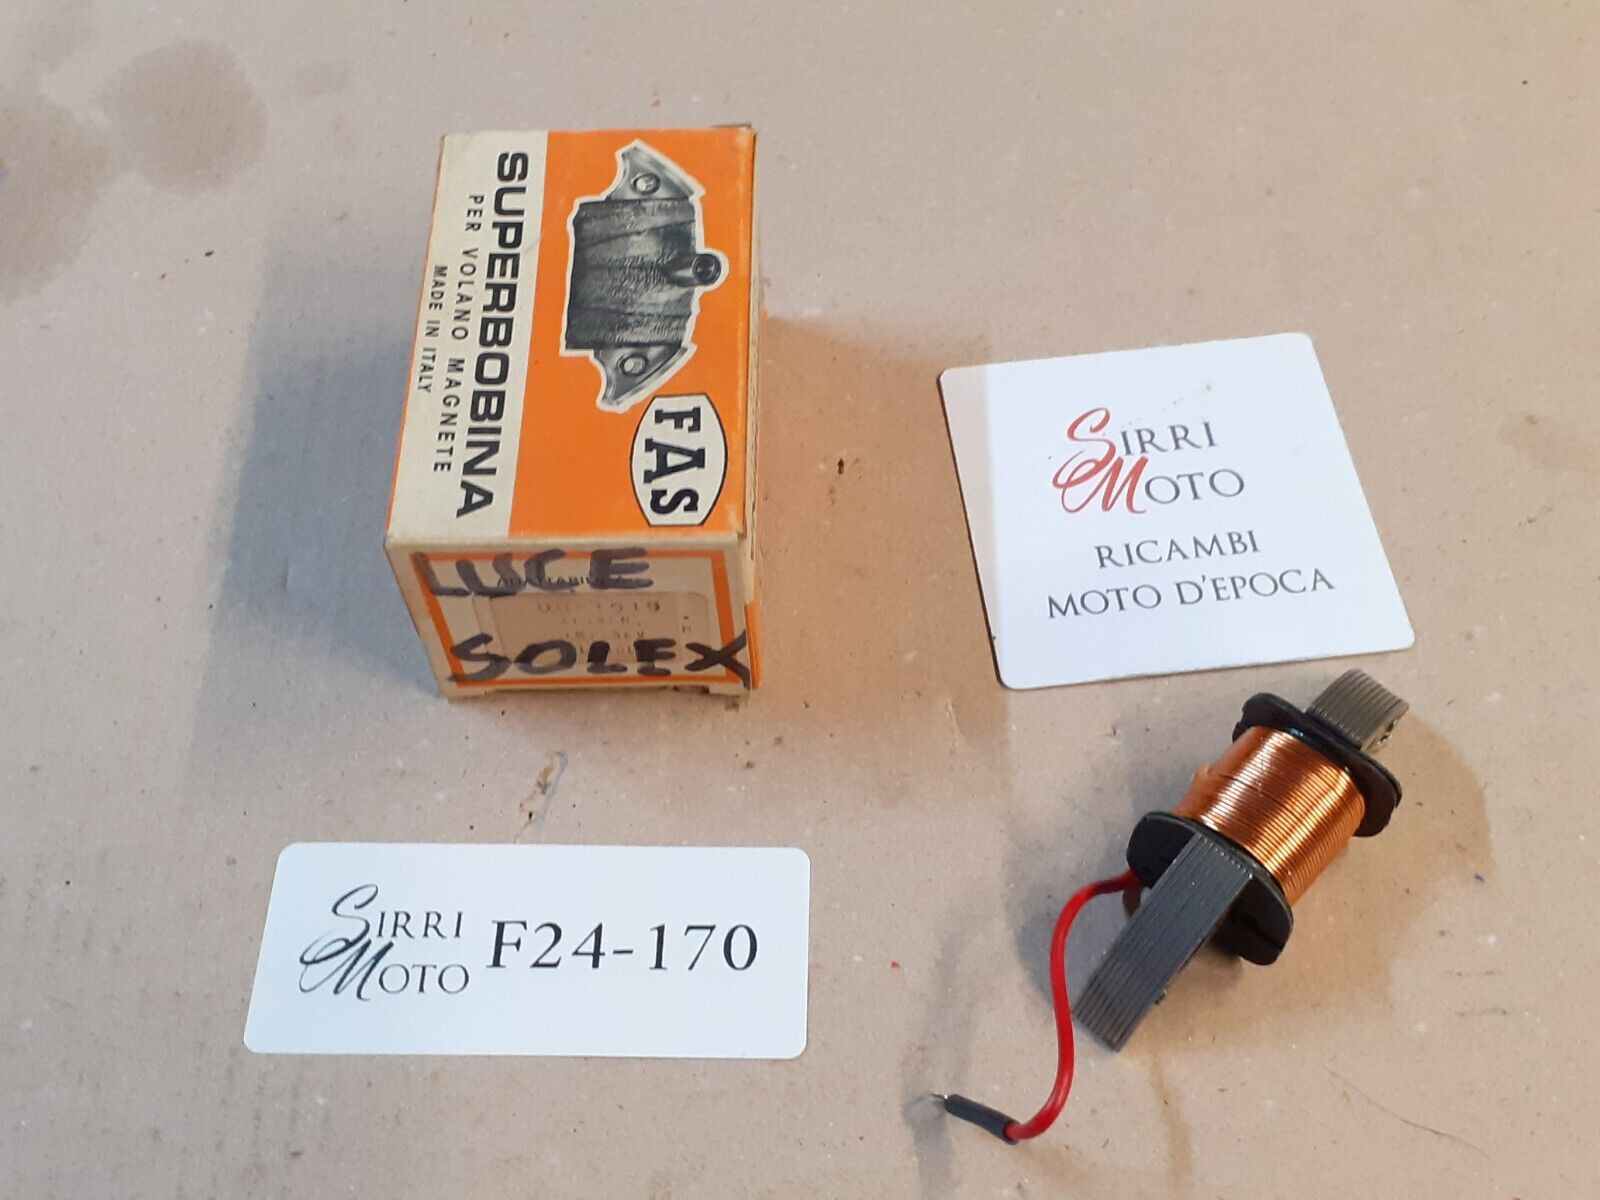 SUPERBOBINA
PER VOLANO MAGNETE
MADE IN ITALY
FAS
LUCE
SOLEX
SIRRI
MOTO
RICAMBI
MOTO D'EPOCA
SIRRI
MOTO
F24-170